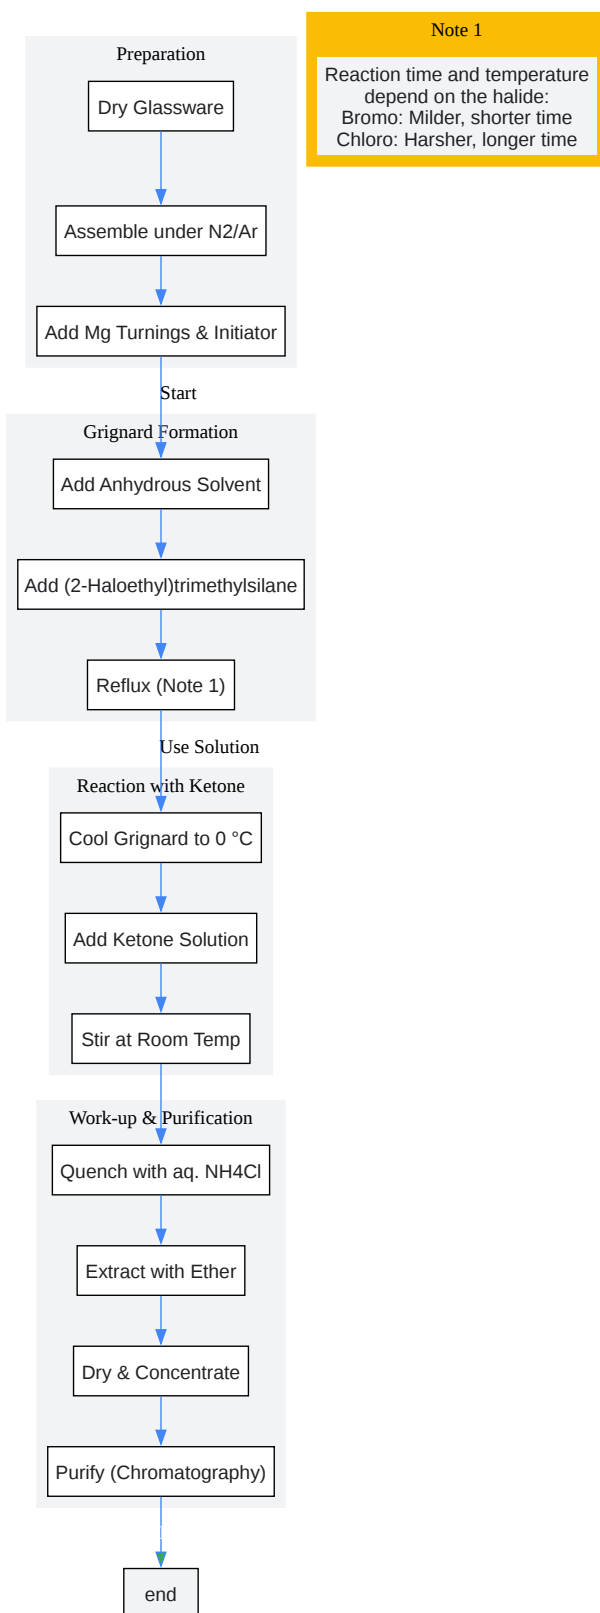 Preparation
Dry Glassware
Assemble under N2/Ar
Add Mg Turnings & Initiator
Note 1
Reaction time and temperature
depend on the halide:
Bromo: Milder, shorter time
Chloro: Harsher, longer time
Start
Grignard Formation
Add Anhydrous Solvent
Add (2-Haloethyl)trimethylsilane
Reflux (Note 1)
Use Solution
Reaction with Ketone
Cool Grignard to 0 °C
Add Ketone Solution
Stir at Room Temp
Work-up & Purification
Quench with aq. NH4Cl
Extract with Ether
Dry & Concentrate
Purify (Chromatography)
end